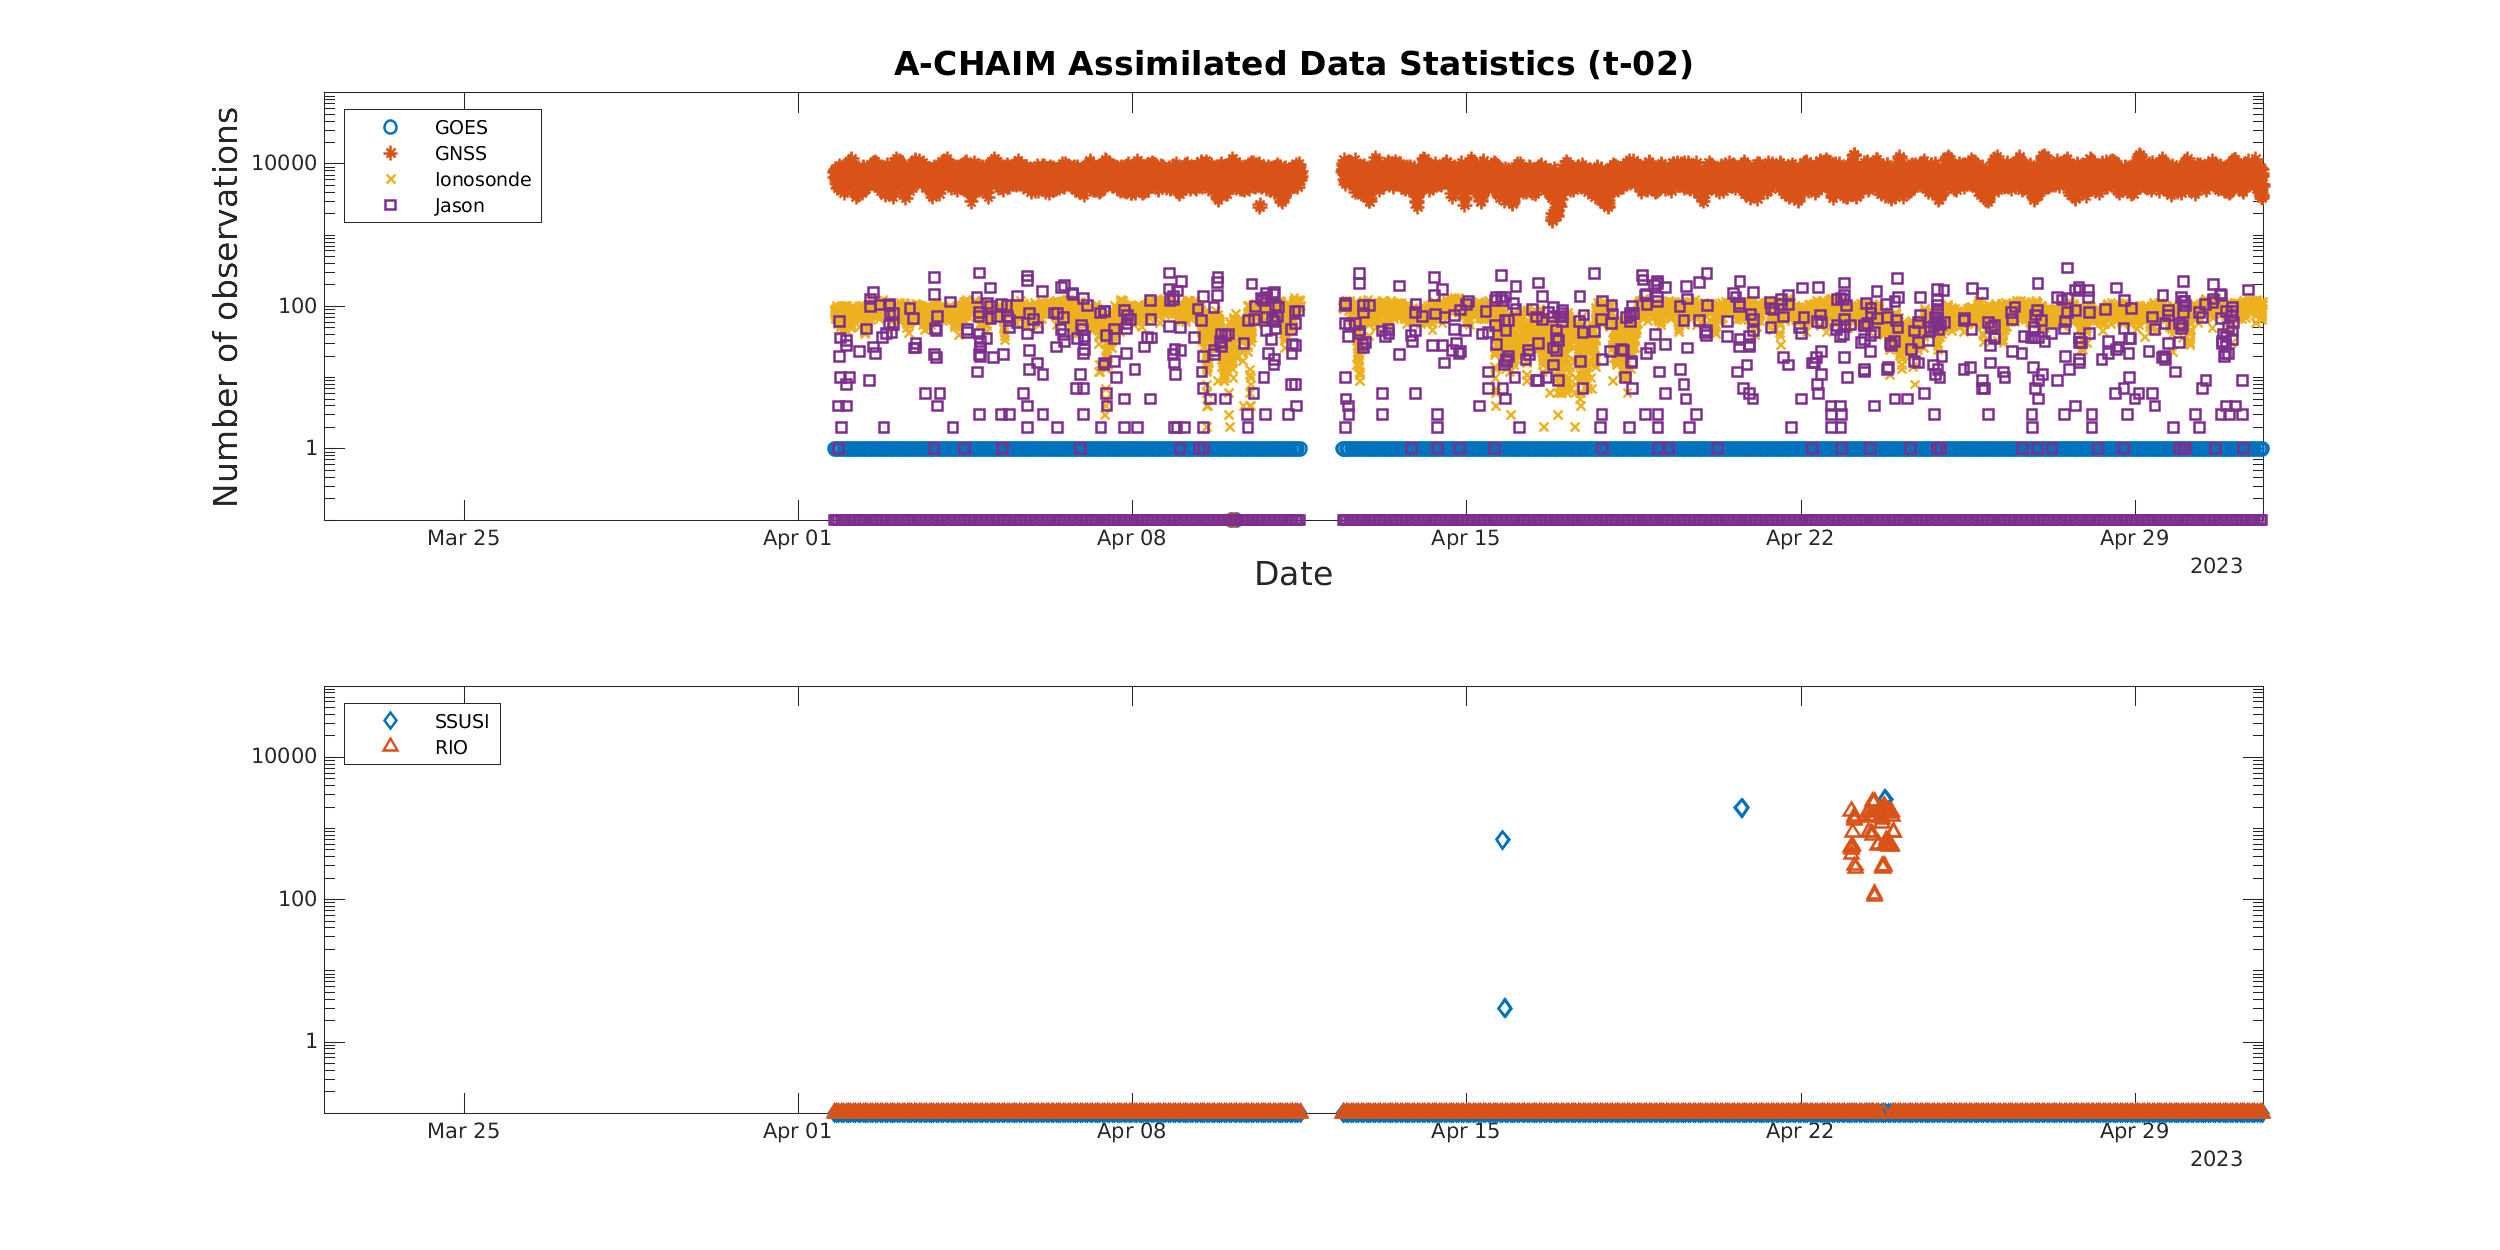 A-CHAIM Assimilated Data Statistics (t-02)
Number of observations
GOES
GNSS
Ionosonde
Jason
10000
100
1
Mar 25 Apr 01 Apr 08 Apr 15 Apr 22 Apr 29
2023
Date
SSUSI
RIO
10000
100
1
Mar 25 Apr 01 Apr 08 Apr 15 Apr 22 Apr 29
2023